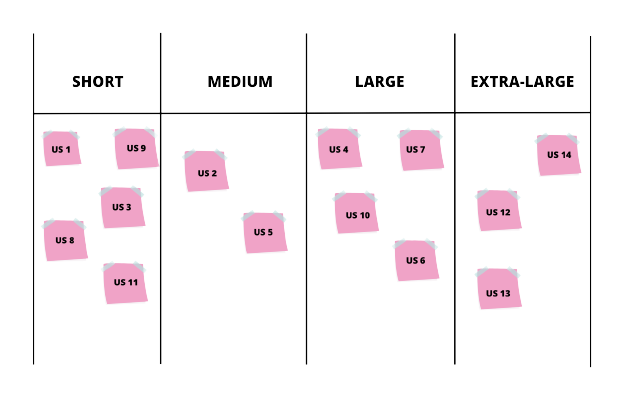 SHORT
MEDIUM
LARGE
EXTRA-LARGE
US 1
US 9
US 3
US 8
US 11
US 2
US 5
US 4
US 7
US 10
US 6
US 14
US 12
US 13